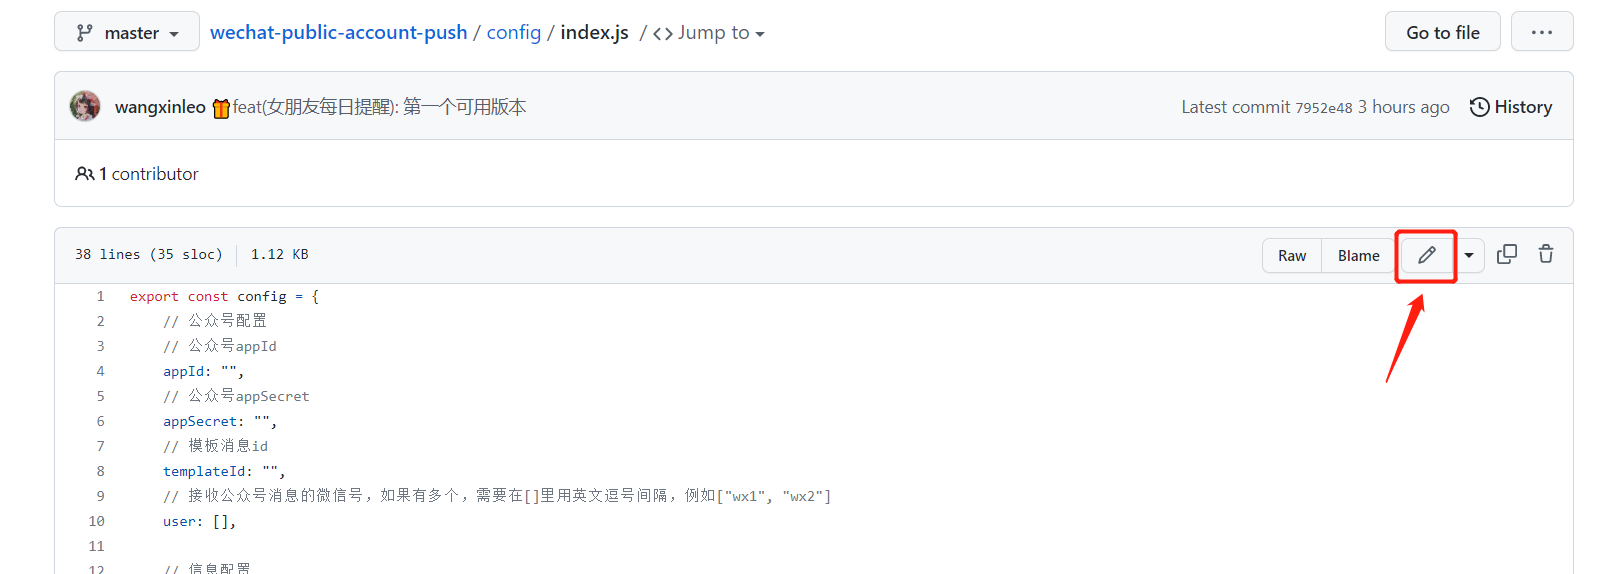 master wechat-public-account-push / config / index.js / <> Jump to Go to file ...
wangxinleo 🎁feat(女朋友每日提醒): 第一个可用版本 Latest commit 7952e48 3 hours ago History
1 contributor
38 lines (35 sloc) 1.12 KB Raw Blame
1 export const config = {
2 // 公众号配置
3 // 公众号appId
4 appId: "",
5 // 公众号appSecret
6 appSecret: "",
7 // 模板消息id
8 templateId: "",
9 // 接收公众号消息的微信号，如果有多个，需要在[]里用英文逗号间隔，例如["wx1", "wx2"]
10 user: [],
11
12 // 信息配置